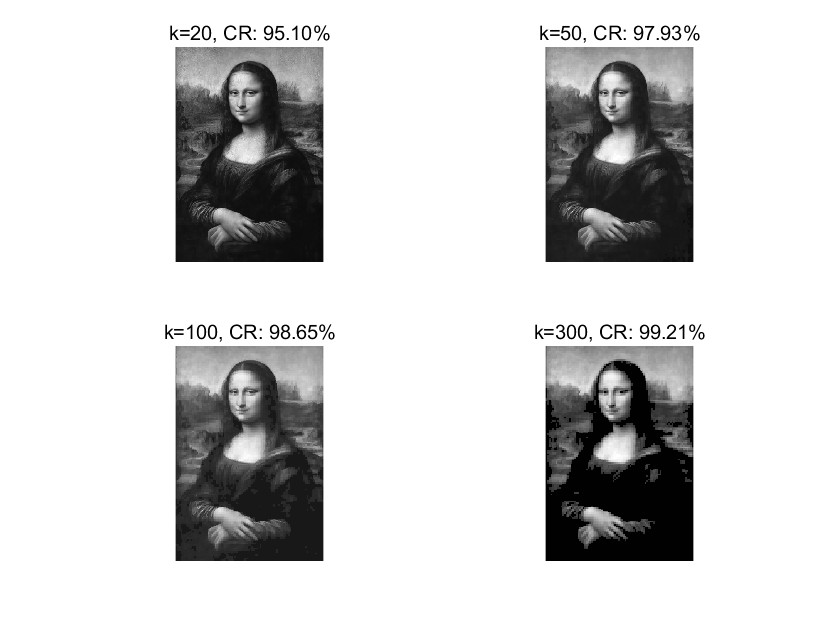 k=20, CR: 95.10%
k=50, CR: 97.93%
k=100, CR: 98.65%
k=300, CR: 99.21%